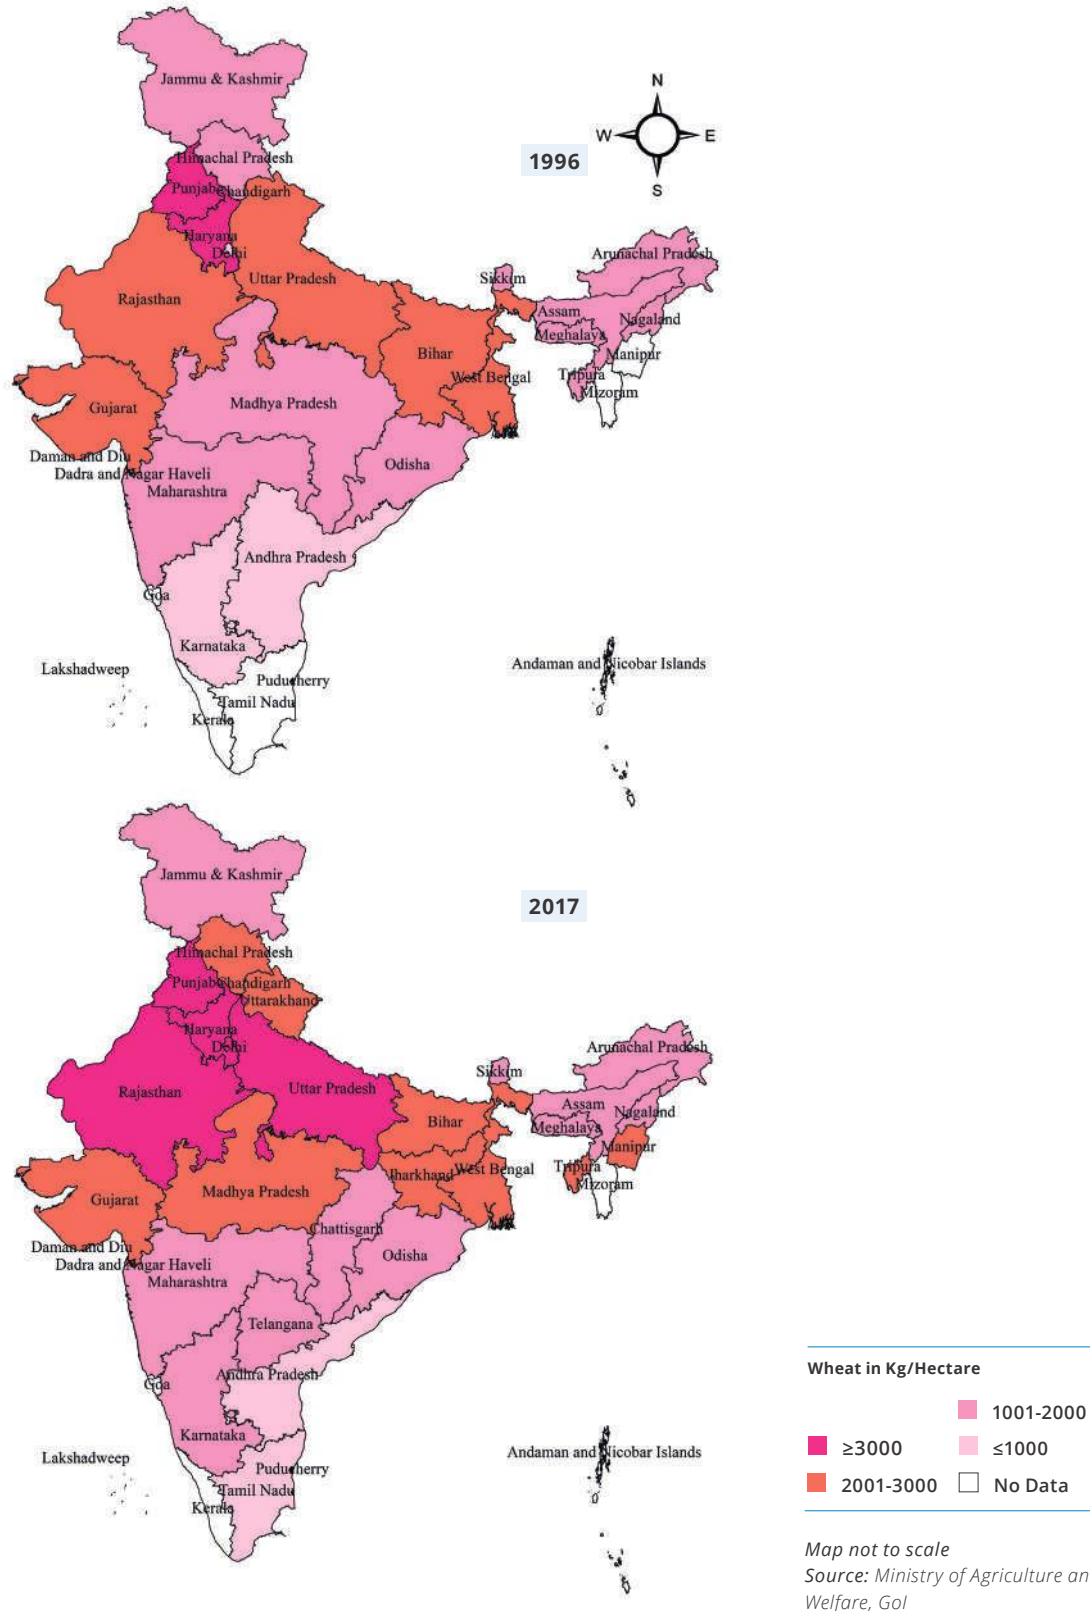 Jammu & Kashmir
N
1996
W
E
S
Himachal Pradesh
Punjab
Chandigarh
Haryana
Delhi
Uttar Pradesh
Rajasthan
Arunachal Pradesh
Sikkim
Assam
Nagaland
Meghalaya
Manipur
Tripura
Mizoram
Bihar
West Bengal
Madhya Pradesh
Gujarat
Daman and Diu
Dadra and Nagar Haveli
Odisha
Maharashtra
Andhra Pradesh
Goa
Karnataka
Lakshadweep
Puducherry
Tamil Nadu
Kerala
Andaman and Nicobar Islands
Jammu & Kashmir
2017
Himachal Pradesh
Punjab
Chandigarh
Uttarakhand
Haryana
Delhi
Rajasthan
Uttar Pradesh
Arunachal Pradesh
Sikkim
Assam
Nagaland
Meghalaya
Manipur
Tripura
Mizoram
Bihar
Jharkhand
West Bengal
Madhya Pradesh
Gujarat
Chattisgarh
Daman and Diu
Dadra and Nagar Haveli
Odisha
Maharashtra
Telangana
Andhra Pradesh
Goa
Karnataka
Lakshadweep
Puducherry
Tamil Nadu
Kerala
Andaman and Nicobar Islands
Wheat in Kg/Hectare
1001-2000
≥3000
≤1000
2001-3000
No Data
Map not to scale
Source: Ministry of Agriculture an
Welfare, GoI